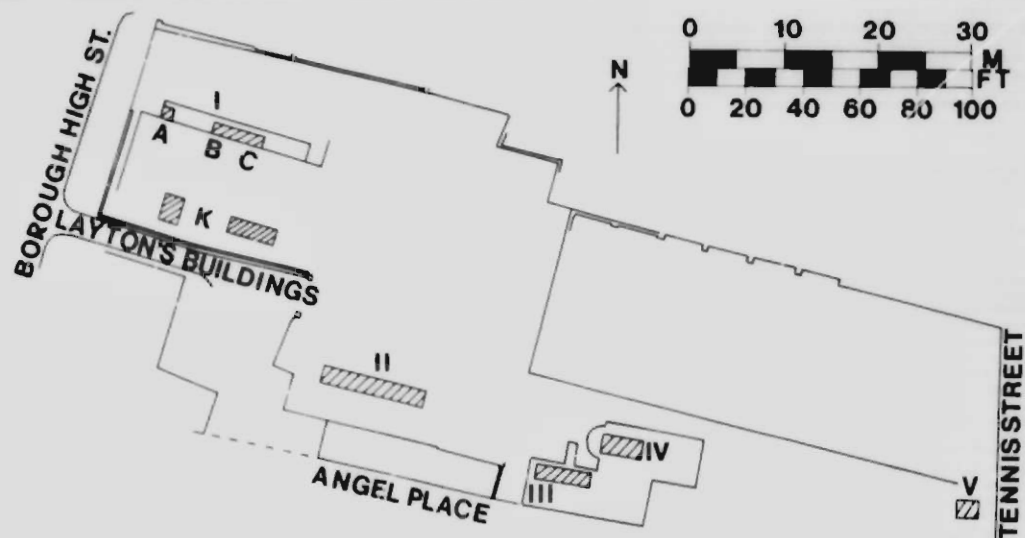 0 10 20 30
M
FT
0 20 40 60 80 100
N
BOROUGH HIGH ST.
I
A
B
C
K
LAYTON'S BUILDINGS
II
IV
III
ANGEL PLACE
V
TENNIS STREET